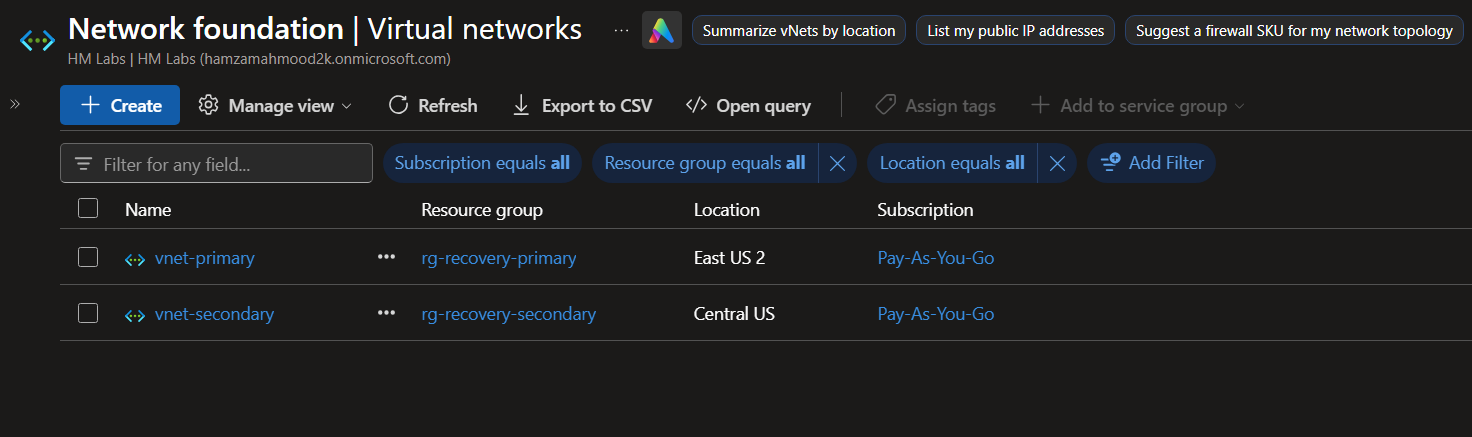 Network foundation | Virtual networks ... Summarize vNets by location List my public IP addresses Suggest a firewall SKU for my network topology
HM Labs | HM Labs (hamzamahmood2k.onmicrosoft.com)
Create Manage view Refresh Export to CSV Open query Assign tags Add to service group
Filter for any field... Subscription equals all Resource group equals all Location equals all Add Filter
Name Resource group Location Subscription
vnet-primary ... rg-recovery-primary East US 2 Pay-As-You-Go
vnet-secondary ... rg-recovery-secondary Central US Pay-As-You-Go